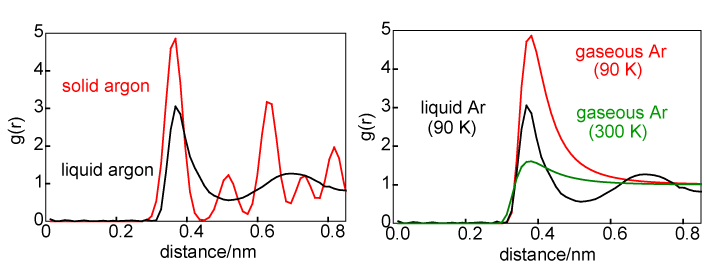 5
4
3
2
1
0
g(r)
solid argon
liquid argon
0.0
0.2
0.4
0.6
0.8
distance/nm
5
4
3
2
1
0
g(r)
gaseous Ar
(90 K)
liquid Ar
(90 K)
gaseous Ar
(300 K)
0.0
0.2
0.4
0.6
0.8
distance/nm